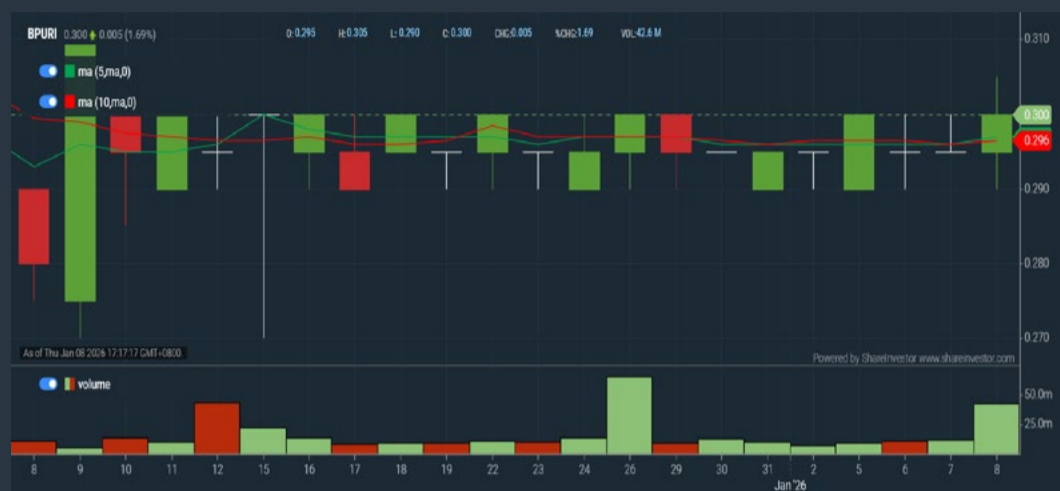 BPURI 0.300 0.005 (1.69%) O: 0.295 H: 0.305 L: 0.290 C: 0.300 CHG:0.005 %CHG:1.69 VOL:42.6 M
ma (5,ma,0)
ma (10,ma,0)
0.310
0.300
0.296
0.290
0.280
0.270
As of Thu Jan 08 2026 17:17:17 GMT+0800
Powered by ShareInvestor www.shareinvestor.com
volume
50.0m
25.0m
8 9 10 11 12 15 16 17 18 19 22 23 24 26 29 30 31 2 5 6 7 8
Jan '26